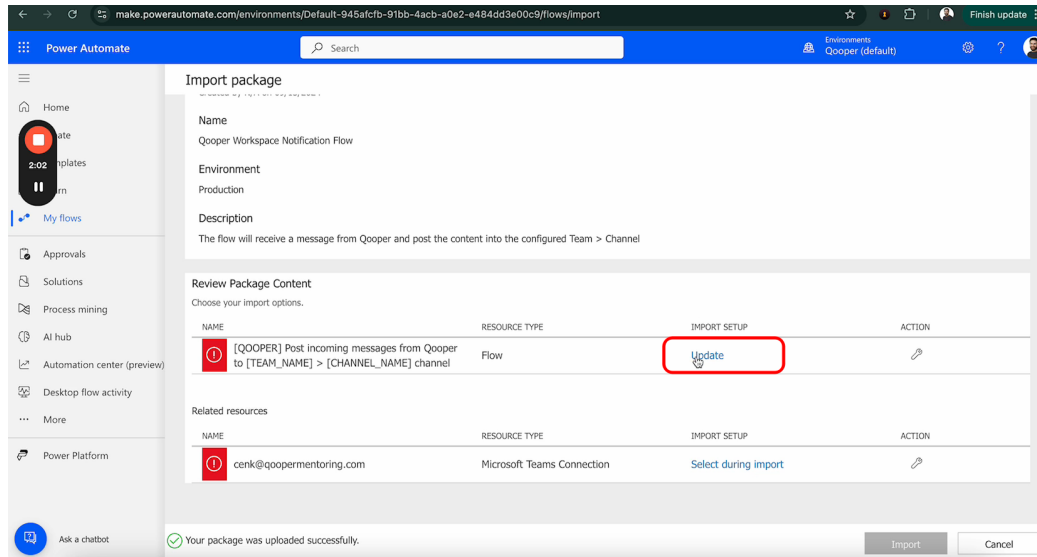 make.powerautomate.com/environments/Default-945afcfb-91bb-4acb-a0e2-e484dd3e00c9/flows/import
Finish update
Power Automate
Search
Environments
Qooper (default)
Import package
Name
Qooper Workspace Notification Flow
Environment
Production
Description
The flow will receive a message from Qooper and post the content into the configured Team > Channel
Home
2:02
My flows
Approvals
Solutions
Process mining
AI hub
Automation center (preview)
Desktop flow activity
More
Power Platform
Ask a chatbot
Review Package Content
Choose your import options.
NAME RESOURCE TYPE IMPORT SETUP ACTION
[QOOPER] Post incoming messages from Qooper
to [TEAM_NAME] > [CHANNEL_NAME] channel
Flow Update
Related resources
NAME RESOURCE TYPE IMPORT SETUP ACTION
cenk@qoopermentoring.com Microsoft Teams Connection Select during import
Your package was uploaded successfully.
Import Cancel